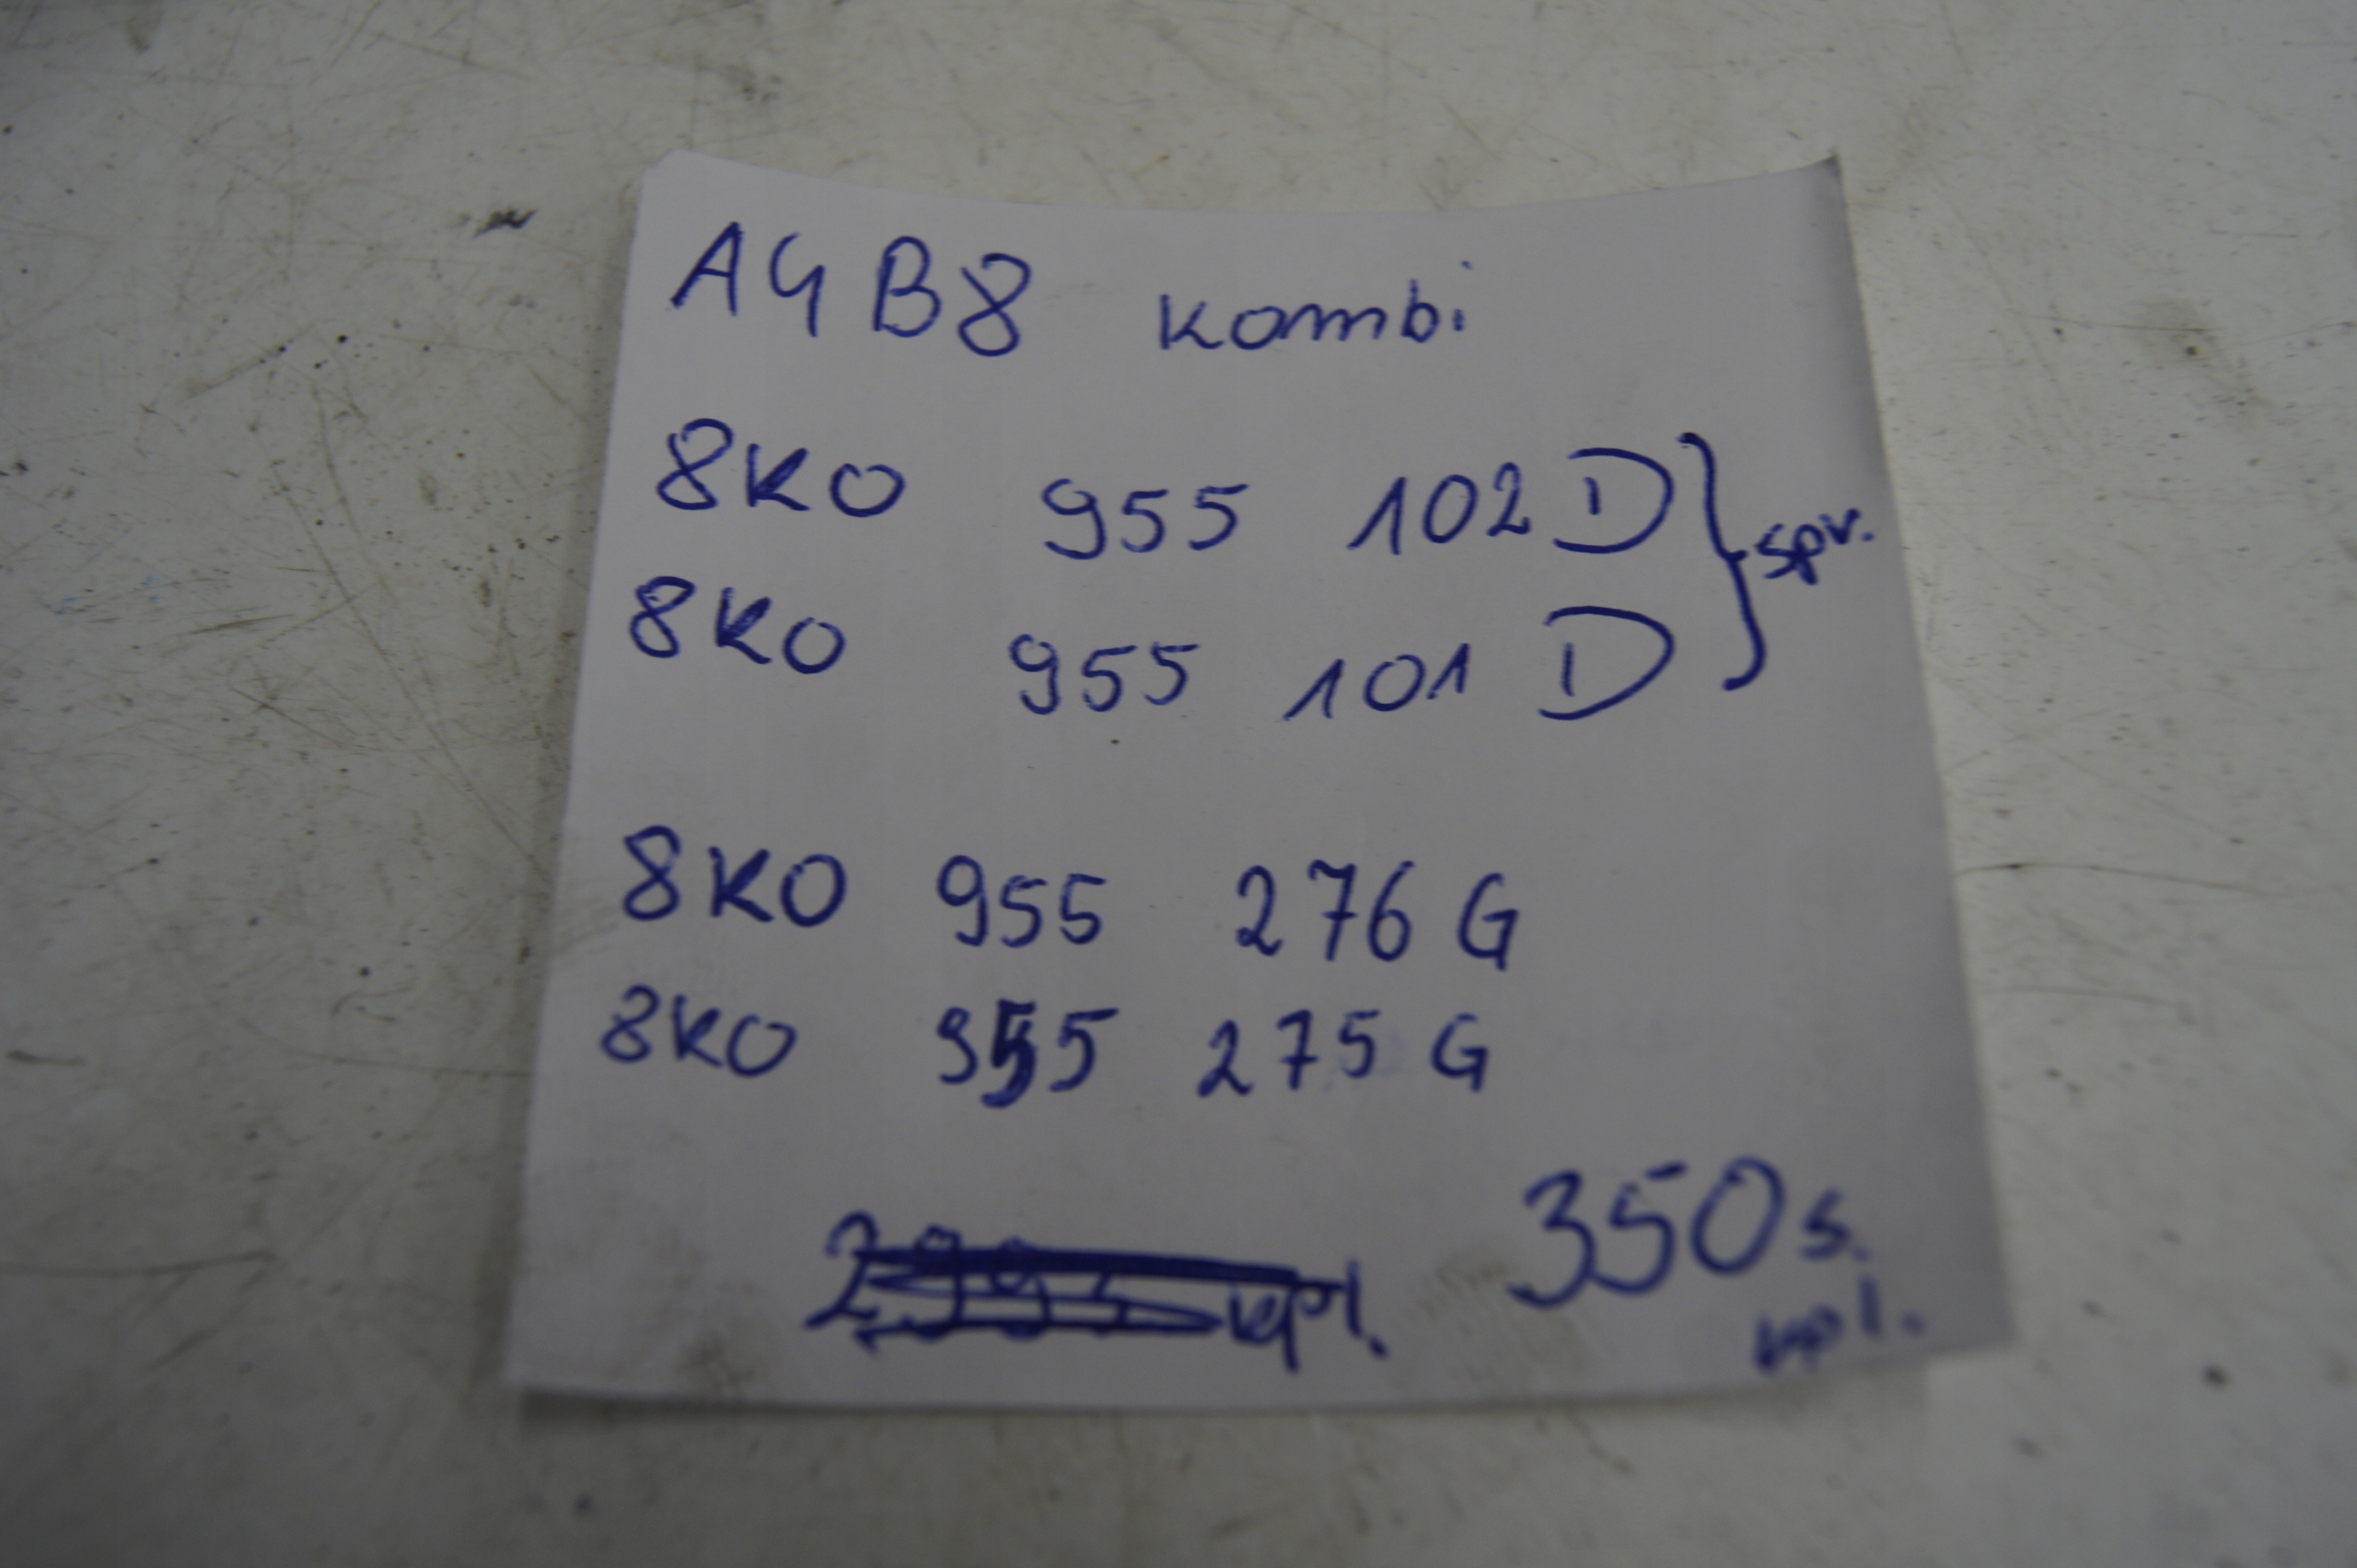 A4 B8 kombi
8K0 955 102 D
spr.
8K0 955 101 D
8K0 955 276 G
8K0 955 275 G
350 s.
kpl.
kpl.